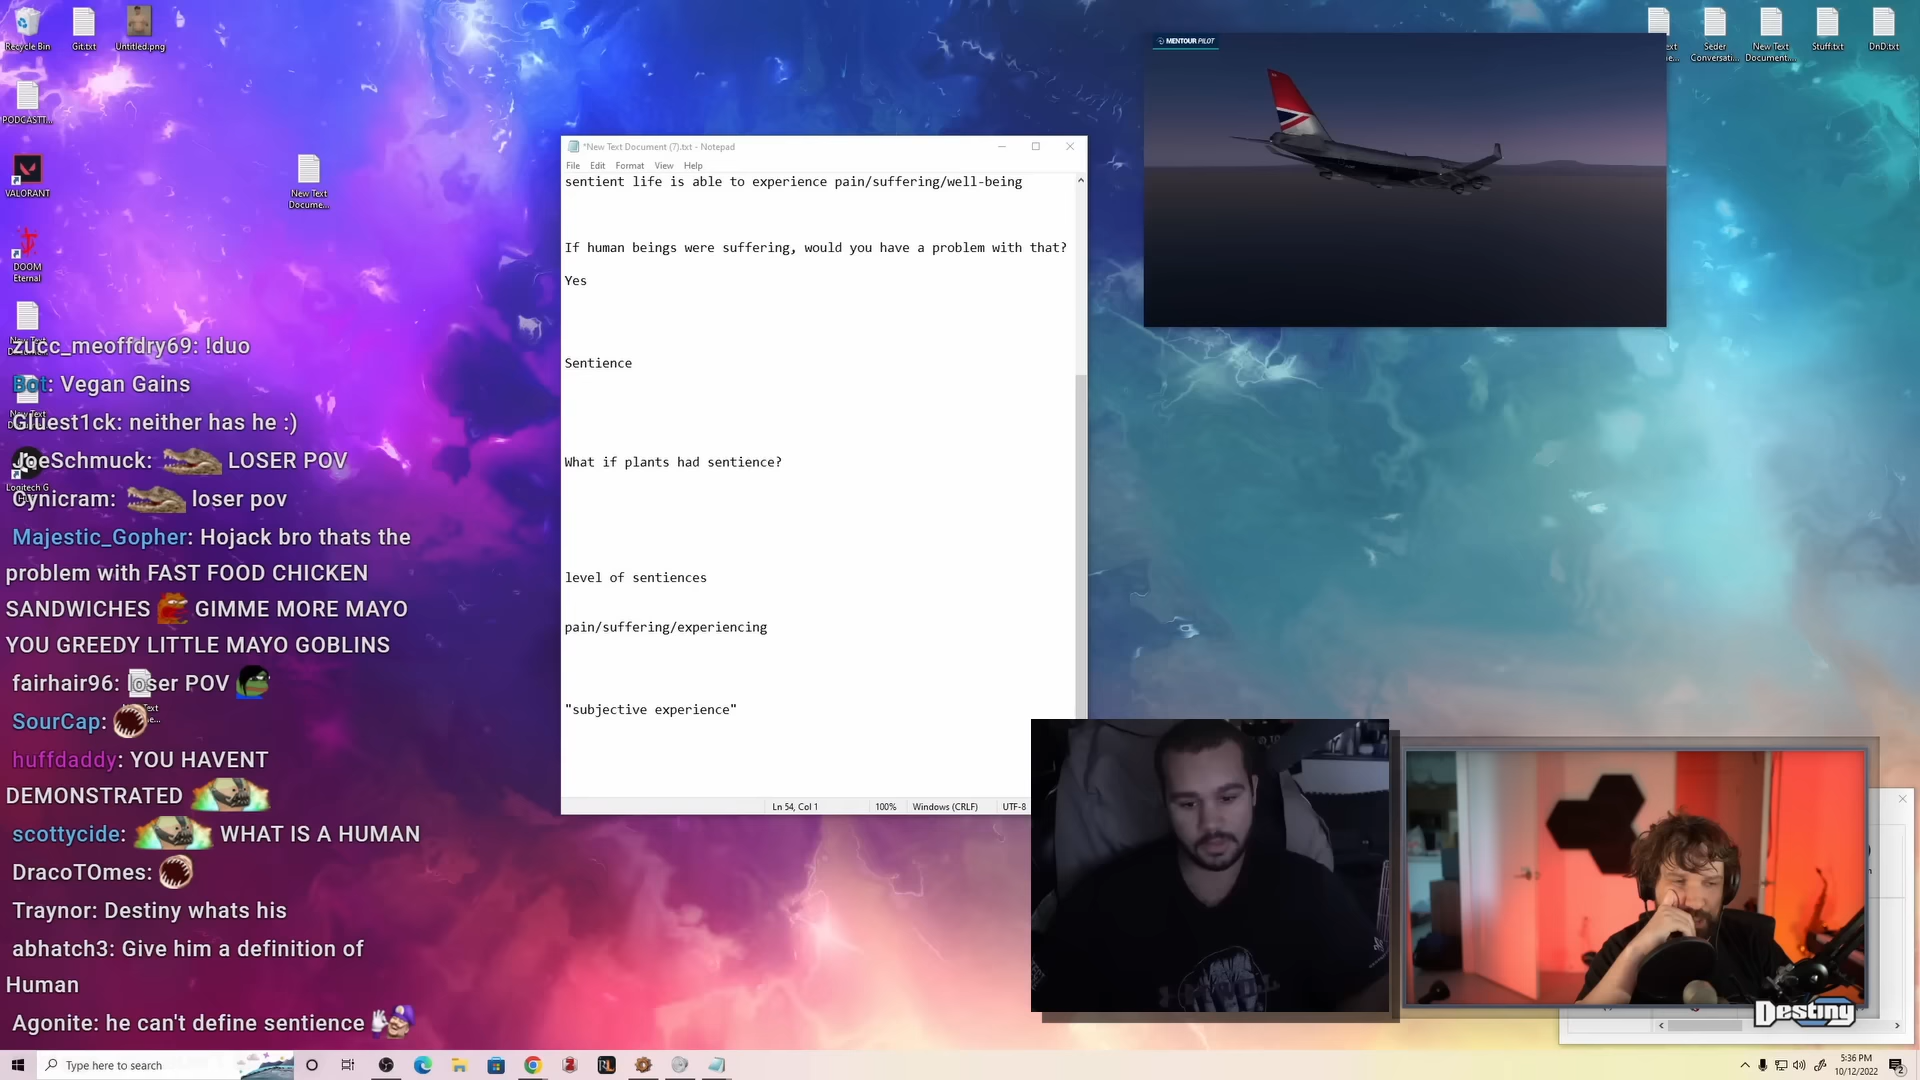 Recycle Bin
Git.txt
Untitled.png
PODCASTT...
VALORANT
New Text
Docume...
DOOM
Eternal
Logitech G
Seder
Conversati...
New Text
Document...
Stuff.txt
DnD.txt
MENTOUR PILOT
*New Text Document (7).txt - Notepad
File Edit Format View Help
sentient life is able to experience pain/suffering/well-being
If human beings were suffering, would you have a problem with that?
Yes
Sentience
What if plants had sentience?
level of sentiences
pain/suffering/experiencing
"subjective experience"
Ln 54, Col 1 100% Windows (CRLF) UTF-8
zucc_meoffdry69: !duo
Bot: Vegan Gains
Gluest1ck: neither has he :)
JoeSchmuck: LOSER POV
Cynicram: loser pov
Majestic_Gopher: Hojack bro thats the
problem with FAST FOOD CHICKEN
SANDWICHES GIMME MORE MAYO
YOU GREEDY LITTLE MAYO GOBLINS
fairhair96: loser POV
SourCap:
huffdaddy: YOU HAVENT
DEMONSTRATED
scottycide: WHAT IS A HUMAN
DracoTOmes:
Traynor: Destiny whats his
abhatch3: Give him a definition of
Human
Agonite: he can't define sentience
Destiny
Type here to search
5:36 PM
10/12/2022